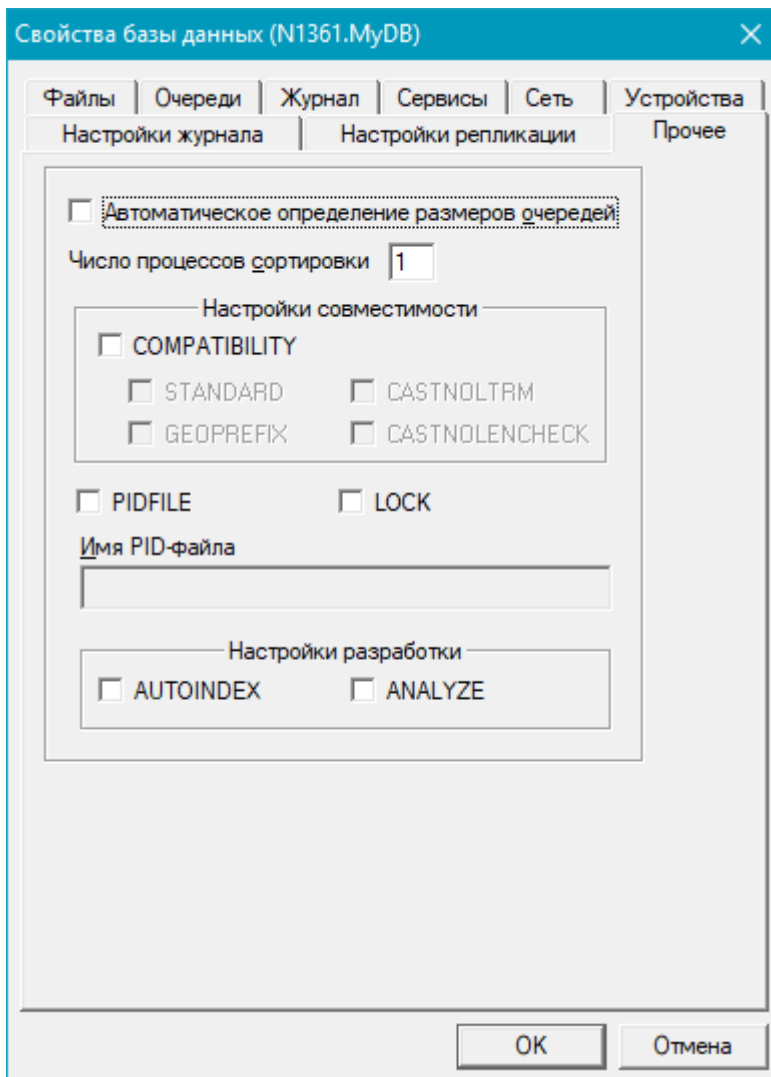 Свойства базы данных (N1361.MyDB)
Файлы Очереди Журнал Сервисы Сеть Устройства
Настройки журнала Настройки репликации Прочее
Автоматическое определение размеров очередей
Число процессов сортировки 1
Настройки совместимости
COMPATIBILITY
STANDARD CASTNOLTRM
GEOPREFIX CASTNOLENCHECK
PIDFILE LOCK
Имя PID-файла
Настройки разработки
AUTOINDEX ANALYZE
OK Отмена